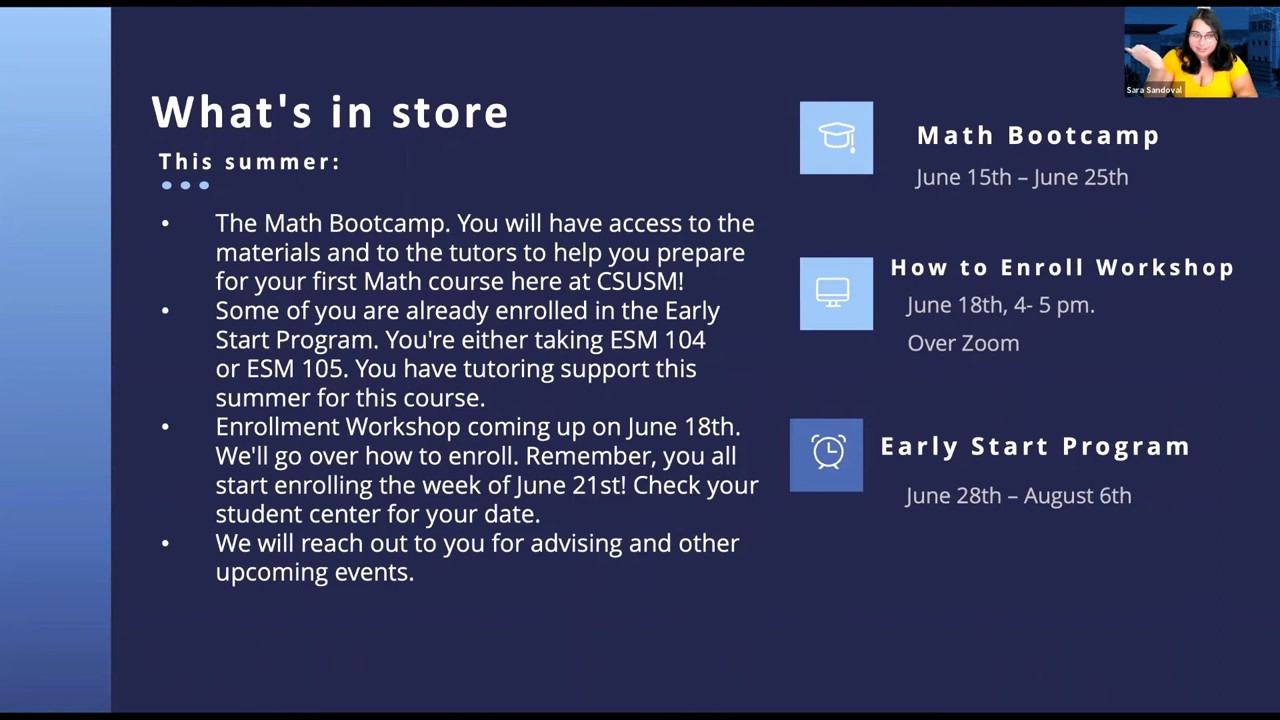 What's in store
This summer:
• The Math Bootcamp. You will have access to the
materials and to the tutors to help you prepare
for your first Math course here at CSUSM!
• Some of you are already enrolled in the Early
Start Program. You're either taking ESM 104
or ESM 105. You have tutoring support this
summer for this course.
• Enrollment Workshop coming up on June 18th.
We'll go over how to enroll. Remember, you all
start enrolling the week of June 21st! Check your
student center for your date.
• We will reach out to you for advising and other
upcoming events.
Math Bootcamp
June 15th – June 25th
How to Enroll Workshop
June 18th, 4- 5 pm.
Over Zoom
Early Start Program
June 28th – August 6th
Sara Sandoval